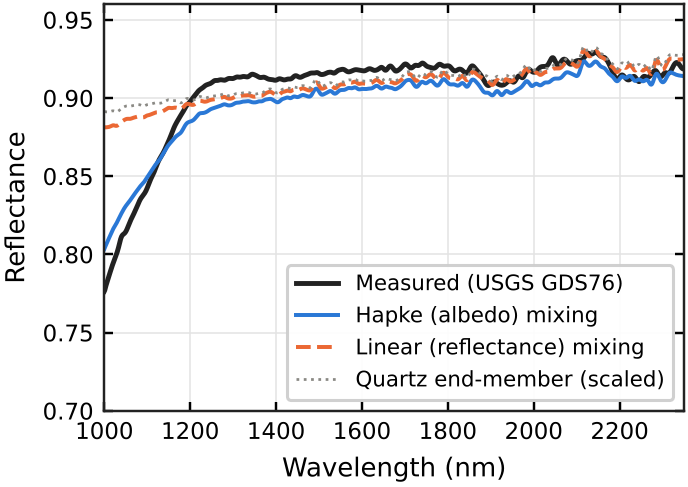 0.95
0.90
0.85
0.80
0.75
0.70
Reflectance
Measured (USGS GDS76)
Hapke (albedo) mixing
Linear (reflectance) mixing
Quartz end-member (scaled)
1000 1200 1400 1600 1800 2000 2200
Wavelength (nm)